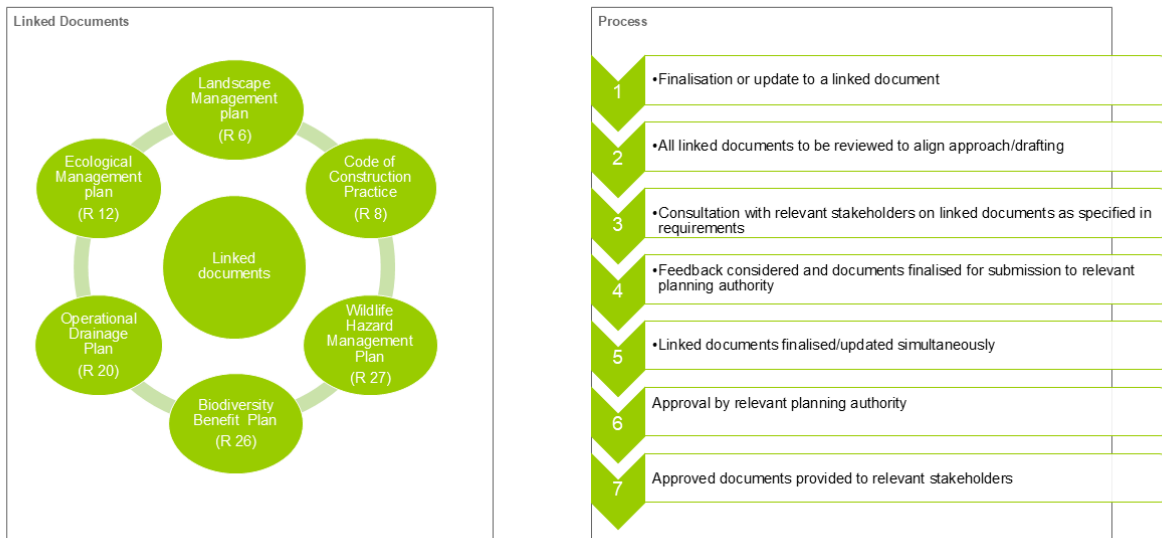 Linked Documents
Landscape
Management
plan
(R 6)
Code of
Construction
Practice
(R 8)
Wildlife
Hazard
Management
Plan
(R 27)
Biodiversity
Benefit Plan
(R 26)
Operational
Drainage
Plan
(R 20)
Ecological
Management
plan
(R 12)
Linked
documents
Process
1
•Finalisation or update to a linked document
2
•All linked documents to be reviewed to align approach/drafting
3
•Consultation with relevant stakeholders on linked documents as specified in
requirements
4
•Feedback considered and documents finalised for submission to relevant
planning authority
5
•Linked documents finalised/updated simultaneously
6
Approval by relevant planning authority
7
Approved documents provided to relevant stakeholders